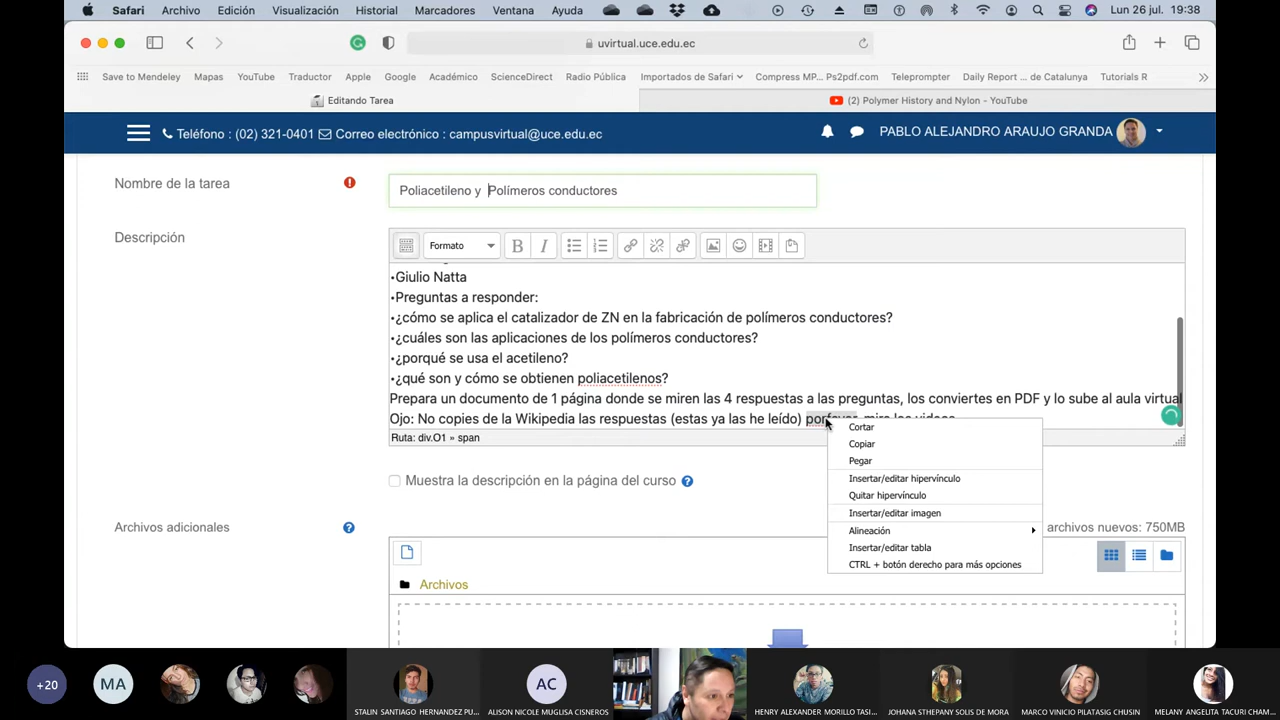 Safari Archivo Edición Visualización Historial Marcadores Ventana Ayuda Lun 26 jul. 19:38
uvirtual.uce.edu.ec
Save to Mendeley Mapas YouTube Traductor Apple Google Académico ScienceDirect Radio Pública Importados de Safari Compress MP... Ps2pdf.com Teleprompter Daily Report ... de Catalunya Tutorials R
Editando Tarea
(2) Polymer History and Nylon - YouTube
Teléfono : (02) 321-0401 Correo electrónico : campusvirtual@uce.edu.ec PABLO ALEJANDRO ARAUJO GRANDA
Nombre de la tarea
Poliacetileno y Polímeros conductores
Descripción
Formato
•Giulio Natta
•Preguntas a responder:
•¿cómo se aplica el catalizador de ZN en la fabricación de polímeros conductores?
•¿cuáles son las aplicaciones de los polímeros conductores?
•¿porqué se usa el acetileno?
•¿qué son y cómo se obtienen poliacetilenos?
Prepara un documento de 1 página donde se miren las 4 respuestas a las preguntas, los conviertes en PDF y lo sube al aula virtual
Ojo: No copies de la Wikipedia las respuestas (estas ya las he leído) porfavor, mira los videos
Ruta: div.O1 » span
Cortar
Copiar
Pegar
Insertar/editar hipervínculo
Quitar hipervínculo
Insertar/editar imagen
Alineación
Insertar/editar tabla
CTRL + botón derecho para más opciones
Muestra la descripción en la página del curso
Archivos adicionales
archivos nuevos: 750MB
Archivos
+20
MA
STALIN SANTIAGO HERNANDEZ PU...
AC
ALISON NICOLE MUGLISA CISNEROS
HENRY ALEXANDER MORILLO TASI...
JOHANA STHEPANY SOLIS DE MORA
MARCO VINICIO PILATASIG CHUSIN
MELANY ANGELITA TACURI CHAM...